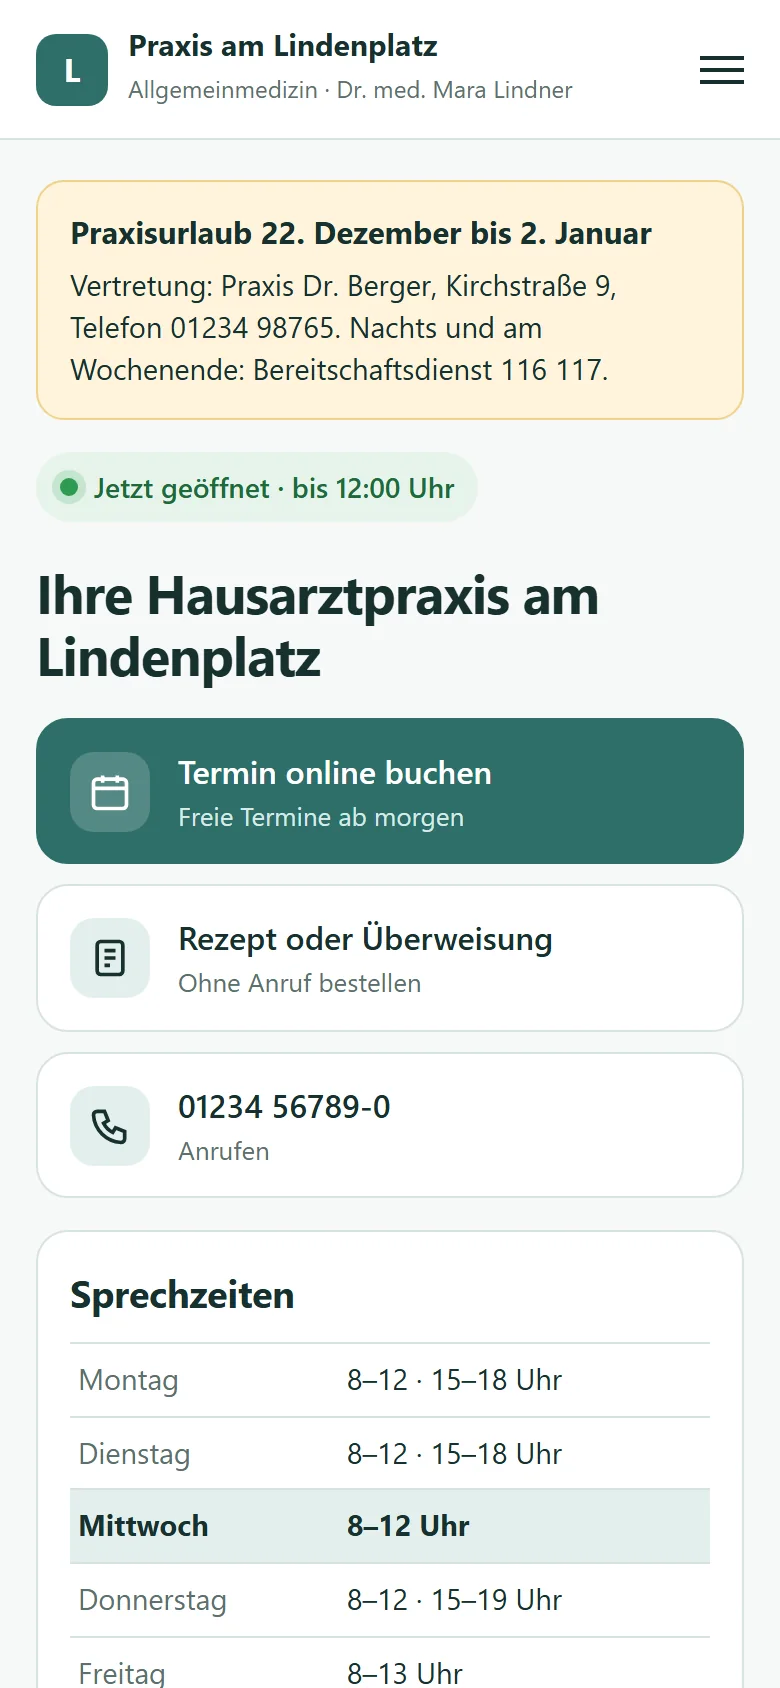 L
Praxis am Lindenplatz
Allgemeinmedizin · Dr. med. Mara Lindner
Praxisurlaub 22. Dezember bis 2. Januar
Vertretung: Praxis Dr. Berger, Kirchstraße 9,
Telefon 01234 98765. Nachts und am
Wochenende: Bereitschaftsdienst 116 117.
Jetzt geöffnet · bis 12:00 Uhr
Ihre Hausarztpraxis am
Lindenplatz
Termin online buchen
Freie Termine ab morgen
Rezept oder Überweisung
Ohne Anruf bestellen
01234 56789-0
Anrufen
Sprechzeiten
Montag 8–12 · 15–18 Uhr
Dienstag 8–12 · 15–18 Uhr
Mittwoch 8–12 Uhr
Donnerstag 8–12 · 15–19 Uhr
Freitag 8–13 Uhr